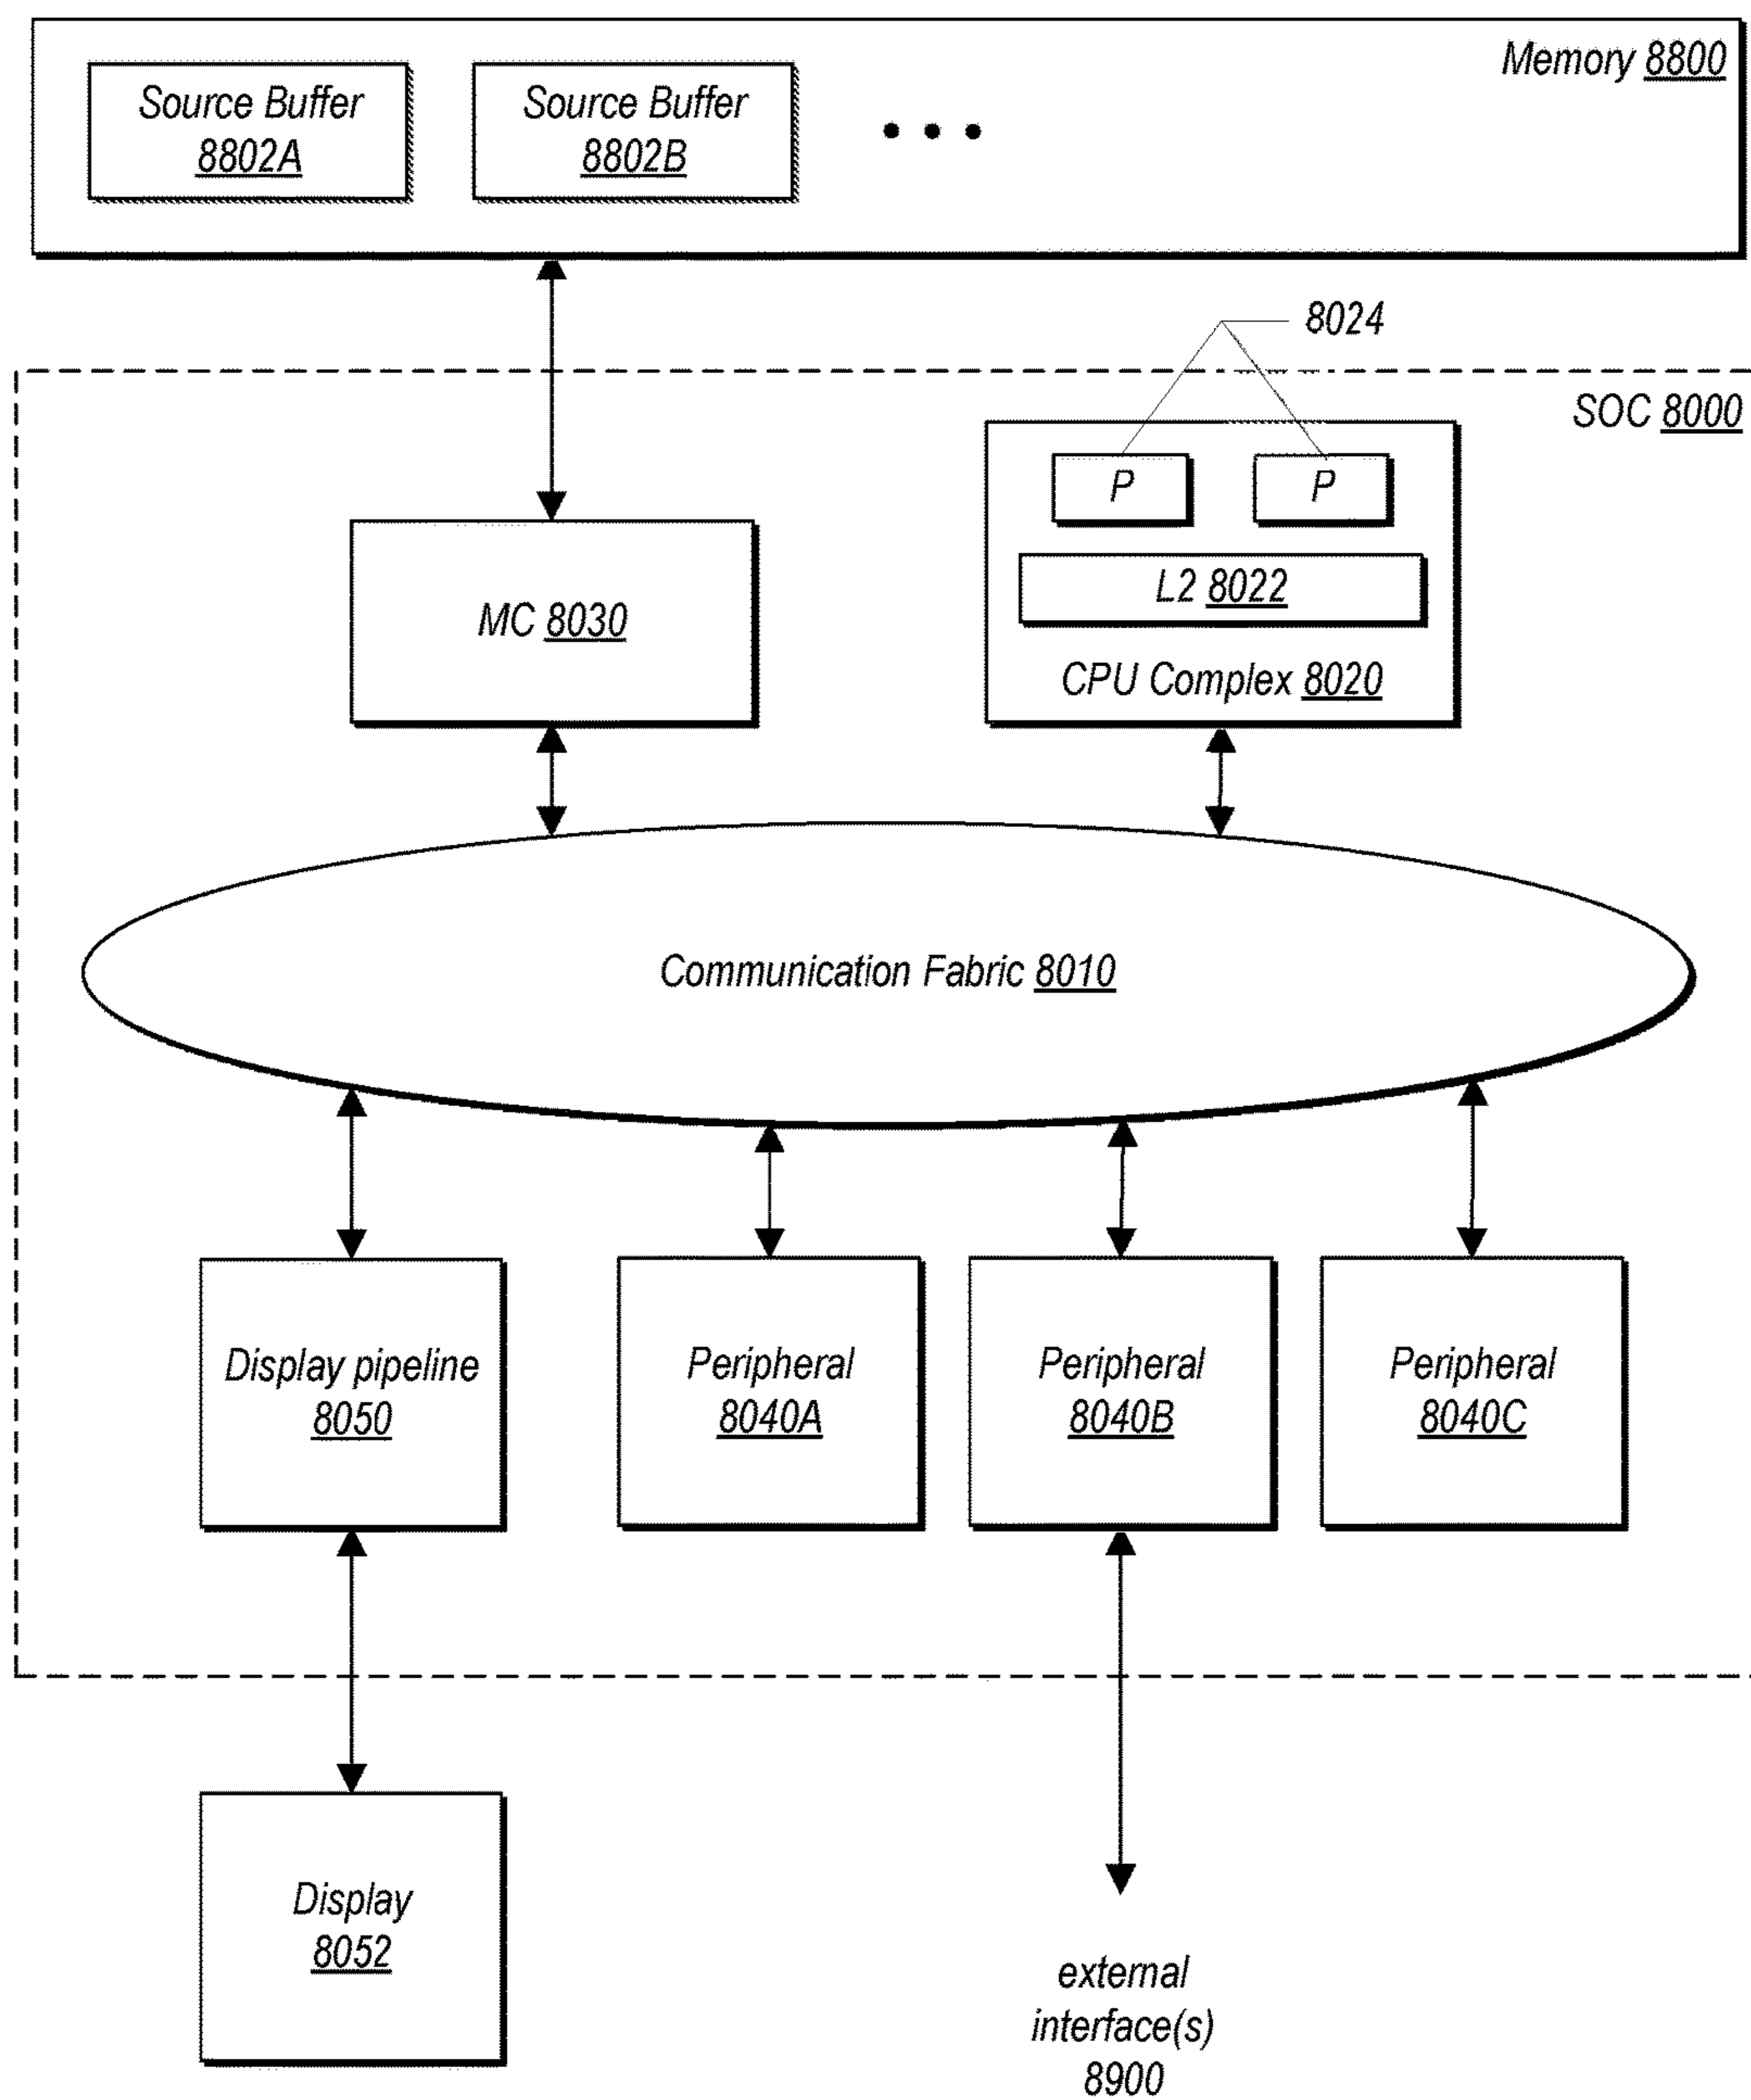 Memory 8800
Source Buffer
8802A
Source Buffer
8802B
8024
SOC 8000
P
P
L2 8022
MC 8030
CPU Complex 8020
Communication Fabric 8010
Display pipeline
8050
Peripheral
8040A
Peripheral
8040B
Peripheral
8040C
Display
8052
external
interface(s)
8900